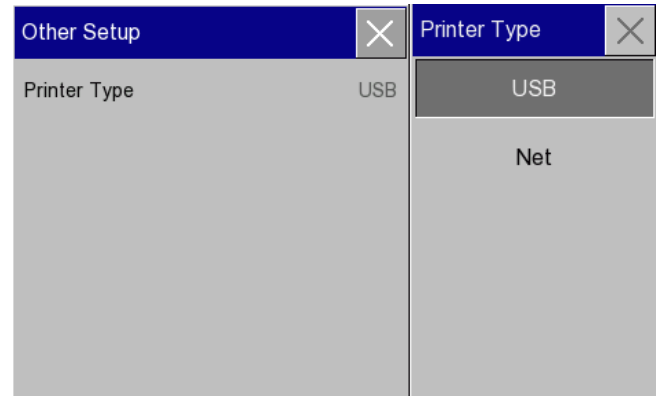 Other Setup
Printer Type USB
Printer Type
USB
Net